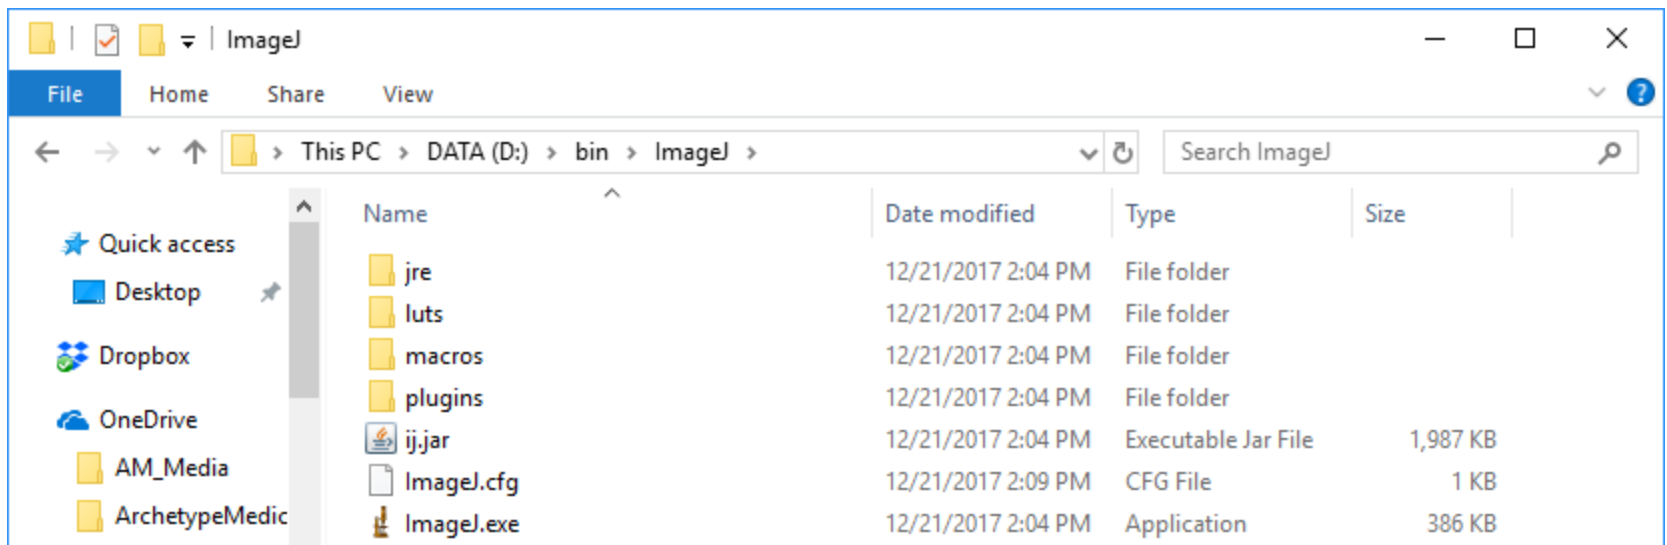 ImageJ
File Home Share View
This PC > DATA (D:) > bin > ImageJ >
Search ImageJ
Name Date modified Type Size
Quick access
Desktop
Dropbox
OneDrive
AM_Media
ArchetypeMedic
jre 12/21/2017 2:04 PM File folder
luts 12/21/2017 2:04 PM File folder
macros 12/21/2017 2:04 PM File folder
plugins 12/21/2017 2:04 PM File folder
ij.jar 12/21/2017 2:04 PM Executable Jar File 1,987 KB
ImageJ.cfg 12/21/2017 2:09 PM CFG File 1 KB
ImageJ.exe 12/21/2017 2:04 PM Application 386 KB